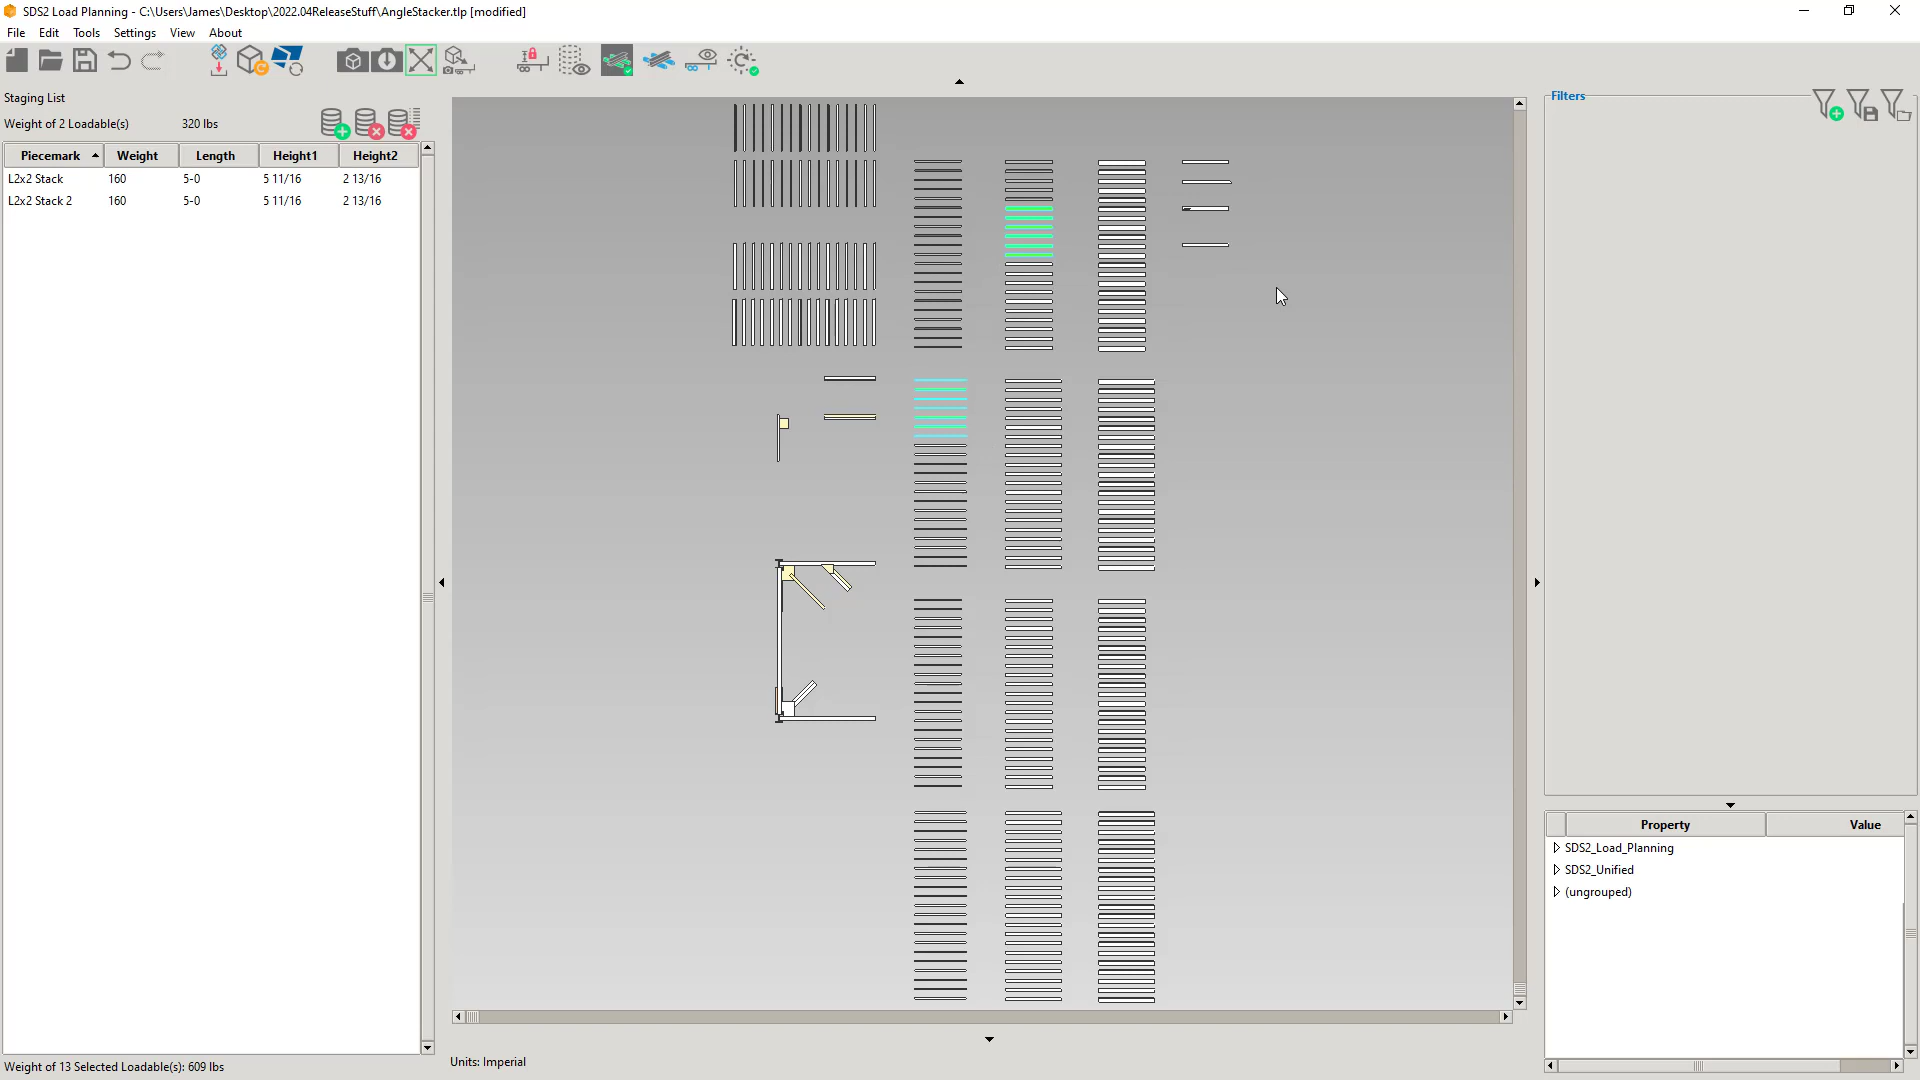 SDS2 Load Planning - C:\Users\James\Desktop\2022.04ReleaseStuff\AngleStacker.tlp [modified]
File Edit Tools Settings View About
Staging List
Weight of 2 Loadable(s) 320 lbs
Piecemark Weight Length Height1 Height2
L2x2 Stack 160 5-0 5 11/16 2 13/16
L2x2 Stack 2 160 5-0 5 11/16 2 13/16
Filters
Property Value
SDS2_Load_Planning
SDS2_Unified
(ungrouped)
Units: Imperial
Weight of 13 Selected Loadable(s): 609 lbs